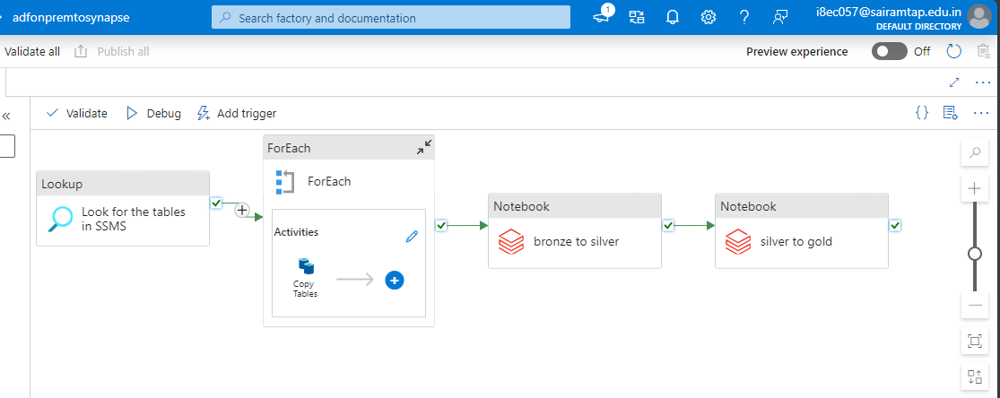 adfonpremtosynapse
Search factory and documentation
1
i8ec057@sairamtap.edu.in
DEFAULT DIRECTORY
Validate all
Publish all
Preview experience
Off
Validate
Debug
Add trigger
Lookup
Look for the tables
in SSMS
ForEach
ForEach
Activities
Copy
Tables
Notebook
bronze to silver
Notebook
silver to gold